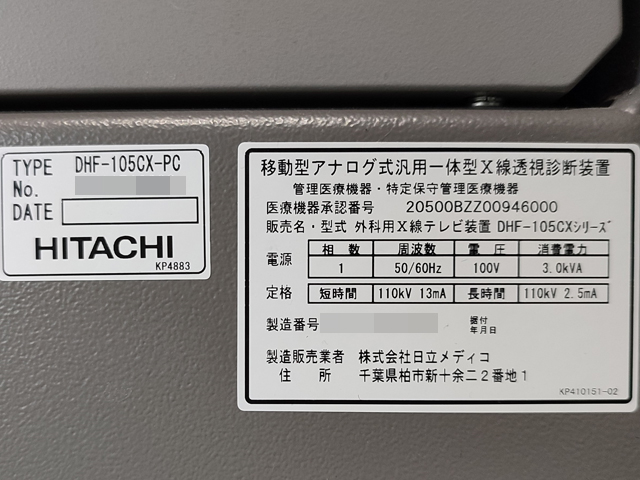 TYPE DHF-105CX-PC
No.
DATE
HITACHI
KP4883
移動型アナログ式汎用一体型X線透視診断装置
管理医療機器・特定保守管理医療機器
医療機器承認番号 20500BZZ00946000
販売名・型式 外科用X線テレビ装置 DHF-105CXシリーズ
電源 相数 周波数 電圧 消費電力
1 50/60Hz 100V 3.0kVA
定格 短時間 110kV 13mA 長時間 110kV 2.5mA
製造番号 据付年月日
製造販売業者 株式会社日立メディコ
住所 千葉県柏市新十余二2番地1
KP410151-02